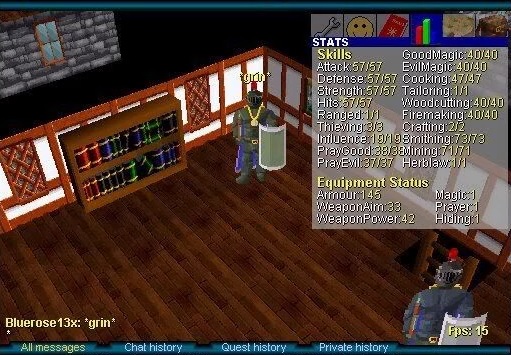 STATS
Skills GoodMagic:40/40
Attack:57/57 EvilMagic:40/40
Defense:57/57 Cooking:47/47
Strength:57/57 Tailoring:1/1
Hits:57/57 Woodcutting:40/40
Ranged:1/1 Firemaking:40/40
Thieving:3/3 Crafting:2/2
Influence:19/19 Smithing:73/73
PrayGood:38/38 Mining:71/71
PrayEvil:37/37 Herblaw:1/1
Equipment Status
Armour:145 Magic:1
WeaponAim:33 Prayer:1
WeaponPower:42 Hiding:1
*grin*
Bluerose13x: *grin*
*
Fps: 15
All messages Chat history Quest history Private history